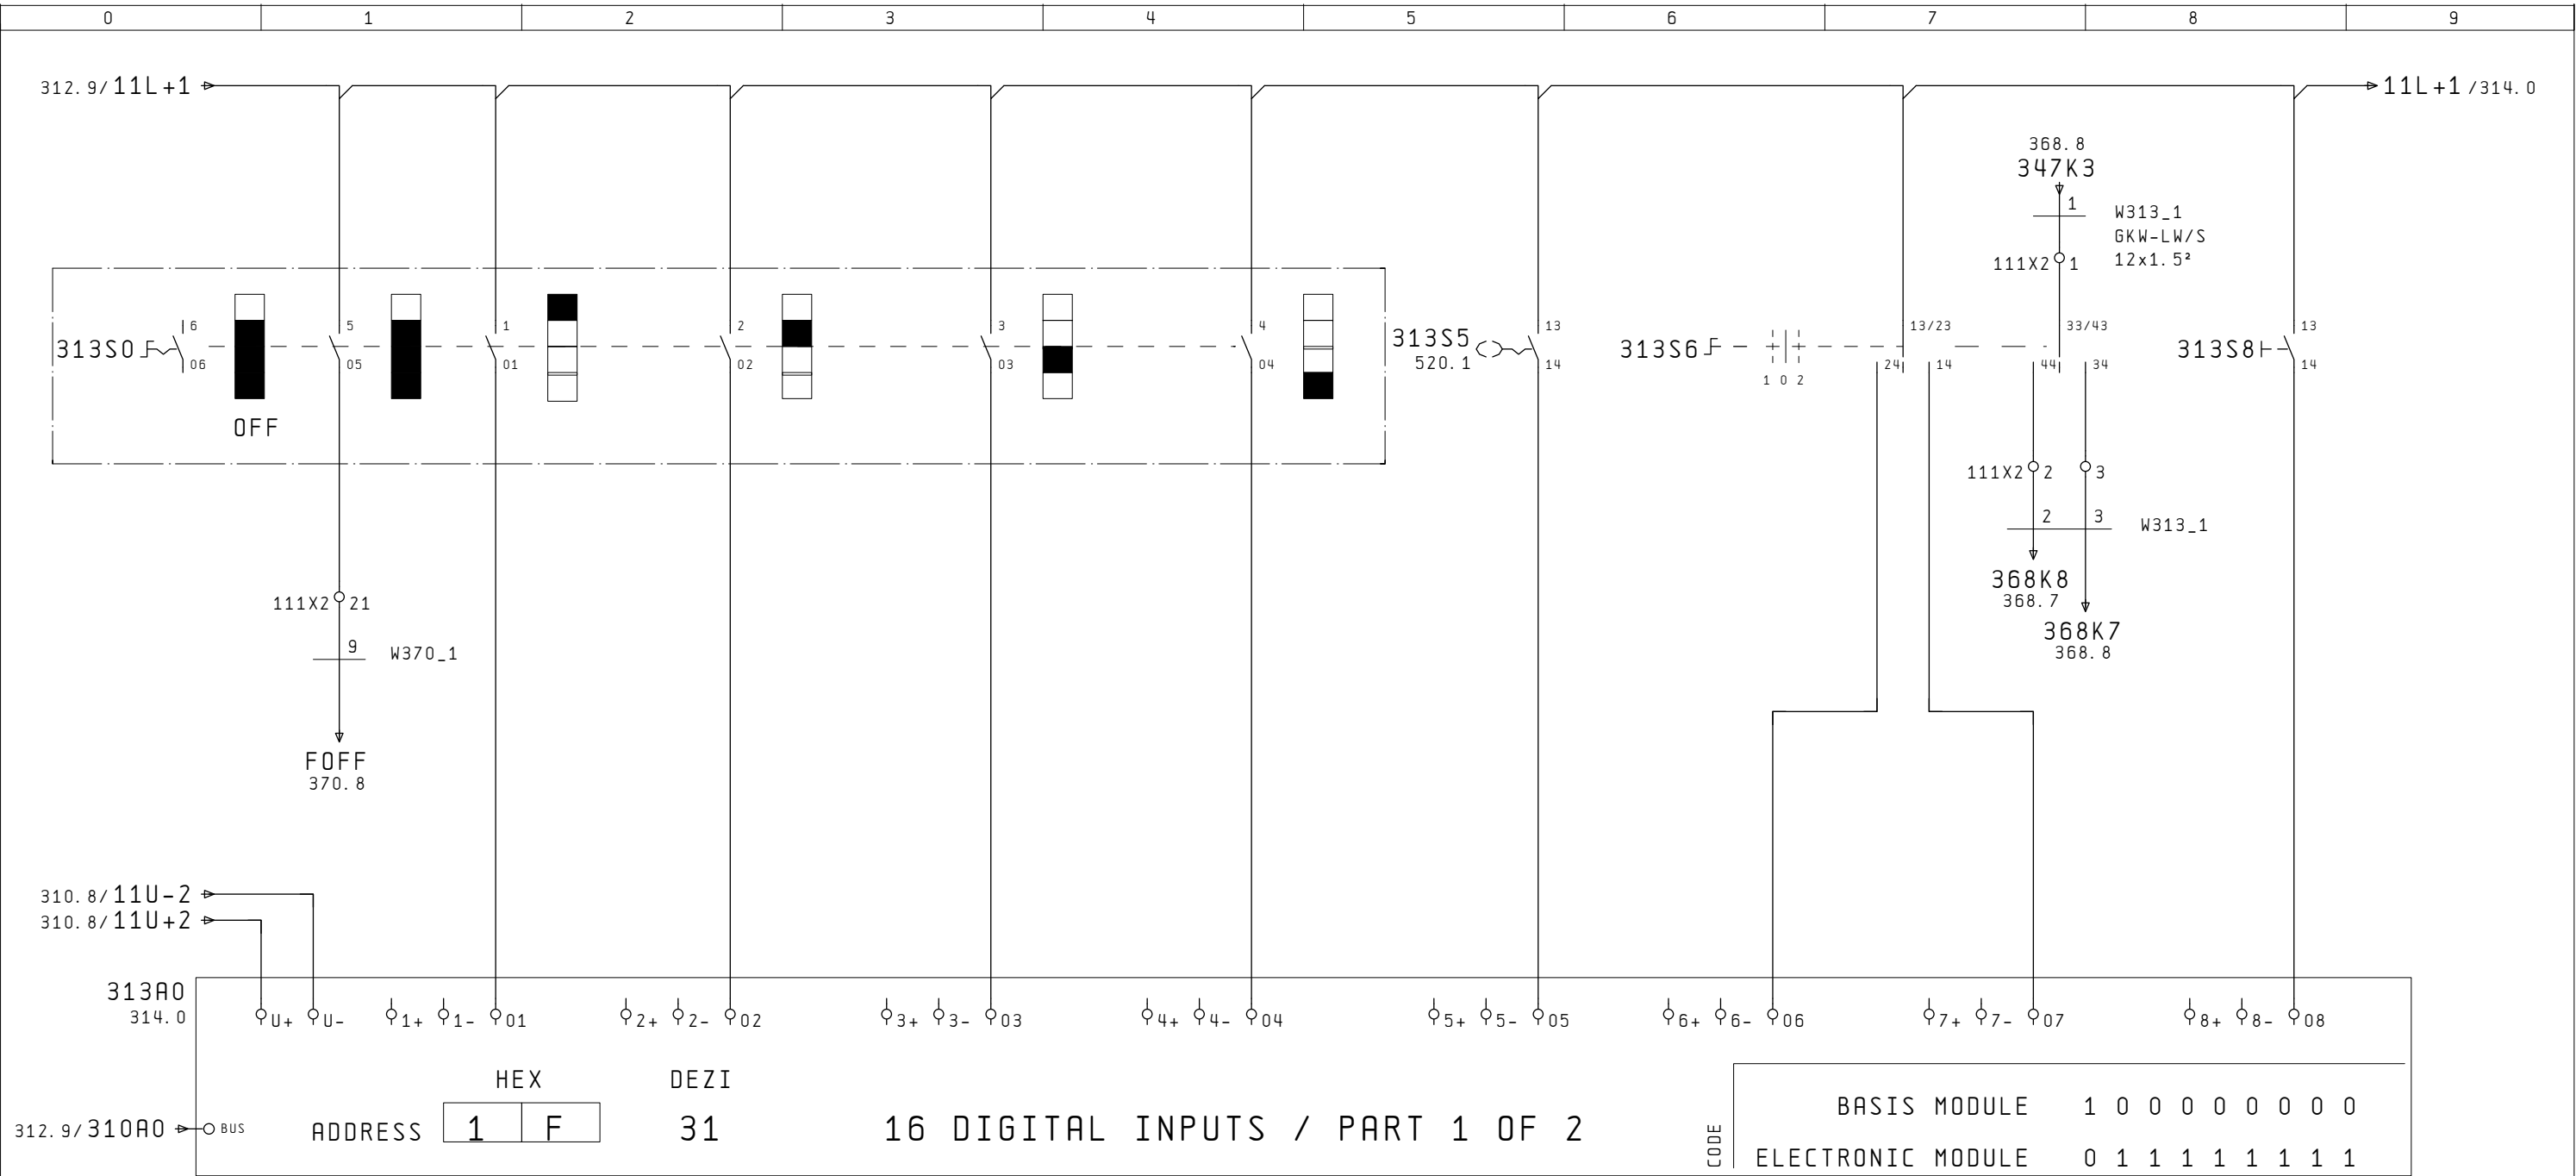 0 1 2 3 4 5 6 7 8 9
312.9/11L+1 11L+1/314.0
368.8
347K3
1 W313_1
GKW-LW/S
111X2 1 12x1.5²
6 5 1 2 3 4 13 13/23 33/43 13
313S0 313S5 313S6 313S8
06 05 01 02 03 04 520.1 14 24 14 44 34 14
1 0 2
OFF
111X2 2 3
2 3 W313_1
368K8
368.7
111X2 21
368K7
9 W370_1
368.8
FOFF
370.8
310.8/11U-2
310.8/11U+2
313A0
314.0
U+ U- 1+ 1- 01 2+ 2- 02 3+ 3- 03 4+ 4- 04 5+ 5- 05 6+ 6- 06 7+ 7- 07 8+ 8- 08
HEX DEZI
BASIS MODULE 1 0 0 0 0 0 0 0 0
312.9/310A0 BUS ADDRESS 1 F 31 16 DIGITAL INPUTS / PART 1 OF 2
CODE
ELECTRONIC MODULE 0 1 1 1 1 1 1 1 1